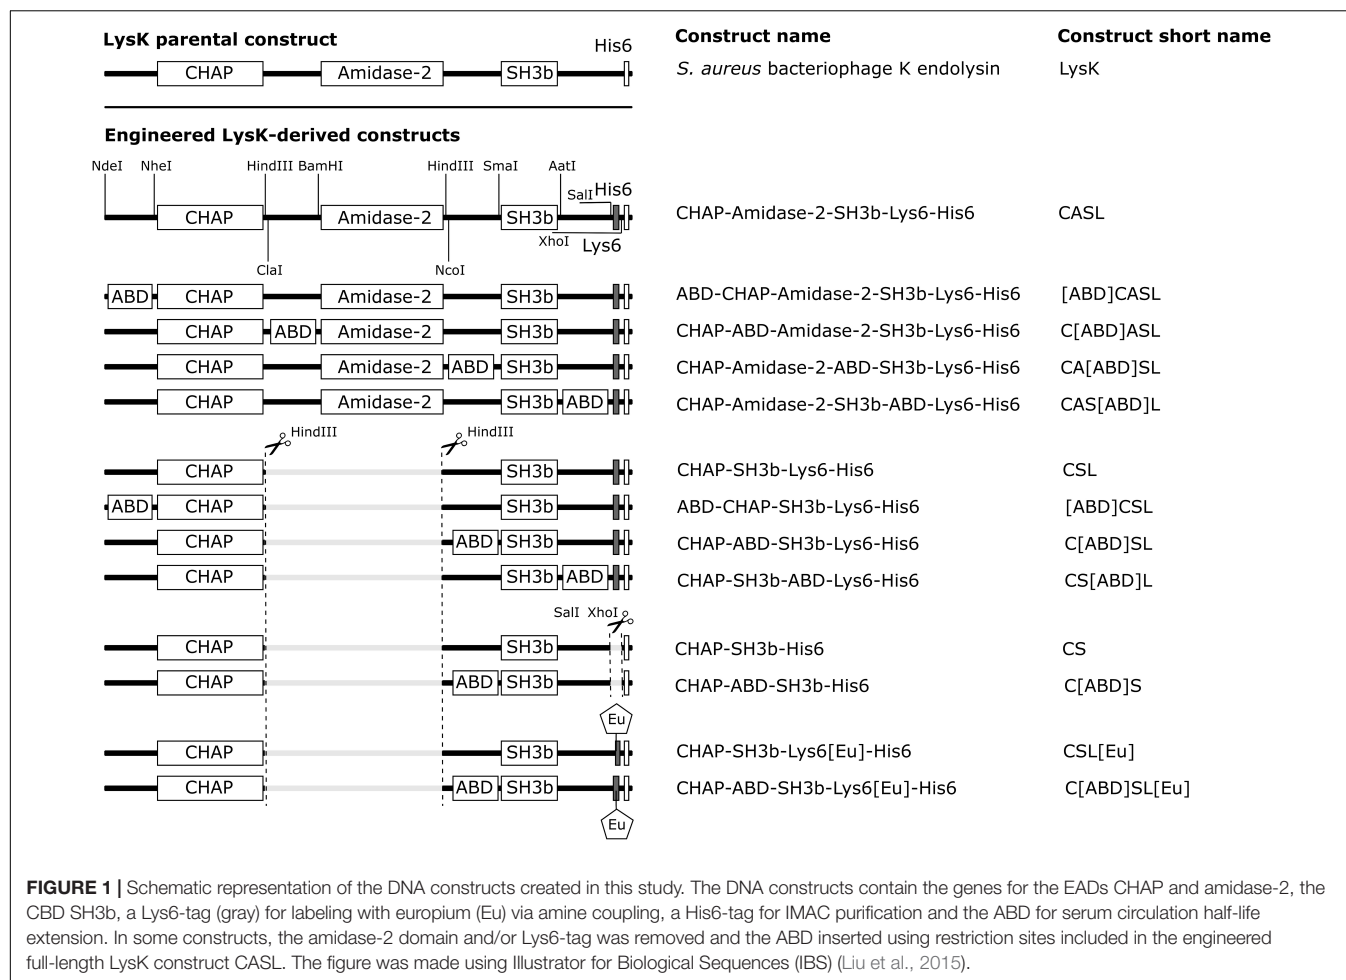 LysK parental construct
His6
Construct name
Construct short name
CHAP
Amidase-2
SH3b
S. aureus bacteriophage K endolysin
LysK
Engineered LysK-derived constructs
NdeI NheI HindIII BamHI HindIII SmaI AatI
SalI His6
CHAP Amidase-2 SH3b CHAP-Amidase-2-SH3b-Lys6-His6 CASL
XhoI Lys6
ClaI NcoI
ABD CHAP Amidase-2 SH3b ABD-CHAP-Amidase-2-SH3b-Lys6-His6 [ABD]CASL
CHAP ABD Amidase-2 SH3b CHAP-ABD-Amidase-2-SH3b-Lys6-His6 C[ABD]ASL
CHAP Amidase-2 ABD SH3b CHAP-Amidase-2-ABD-SH3b-Lys6-His6 CA[ABD]SL
CHAP Amidase-2 SH3b ABD CHAP-Amidase-2-SH3b-ABD-Lys6-His6 CAS[ABD]L
HindIII HindIII
CHAP SH3b CHAP-SH3b-Lys6-His6 CSL
ABD CHAP SH3b ABD-CHAP-SH3b-Lys6-His6 [ABD]CSL
CHAP ABD SH3b CHAP-ABD-SH3b-Lys6-His6 C[ABD]SL
CHAP SH3b ABD CHAP-SH3b-ABD-Lys6-His6 CS[ABD]L
SalI XhoI
CHAP SH3b CHAP-SH3b-His6 CS
CHAP ABD SH3b CHAP-ABD-SH3b-His6 C[ABD]S
Eu
CHAP SH3b CHAP-SH3b-Lys6[Eu]-His6 CSL[Eu]
CHAP ABD SH3b CHAP-ABD-SH3b-Lys6[Eu]-His6 C[ABD]SL[Eu]
Eu
FIGURE 1 | Schematic representation of the DNA constructs created in this study. The DNA constructs contain the genes for the EADs CHAP and amidase-2, the
CBD SH3b, a Lys6-tag (gray) for labeling with europium (Eu) via amine coupling, a His6-tag for IMAC purification and the ABD for serum circulation half-life
extension. In some constructs, the amidase-2 domain and/or Lys6-tag was removed and the ABD inserted using restriction sites included in the engineered
full-length LysK construct CASL. The figure was made using Illustrator for Biological Sequences (IBS) (Liu et al., 2015).